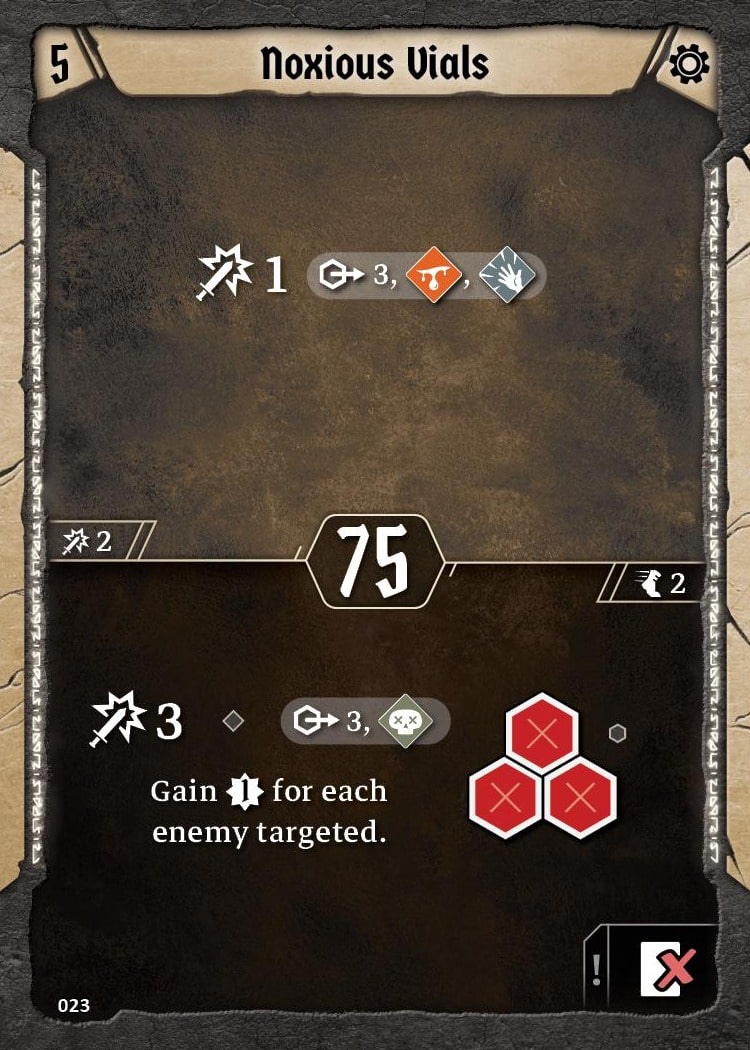 5 Noxious Vials
1 3, ,
2
75
2
3 3,
Gain 1 for each
enemy targeted.
!
023